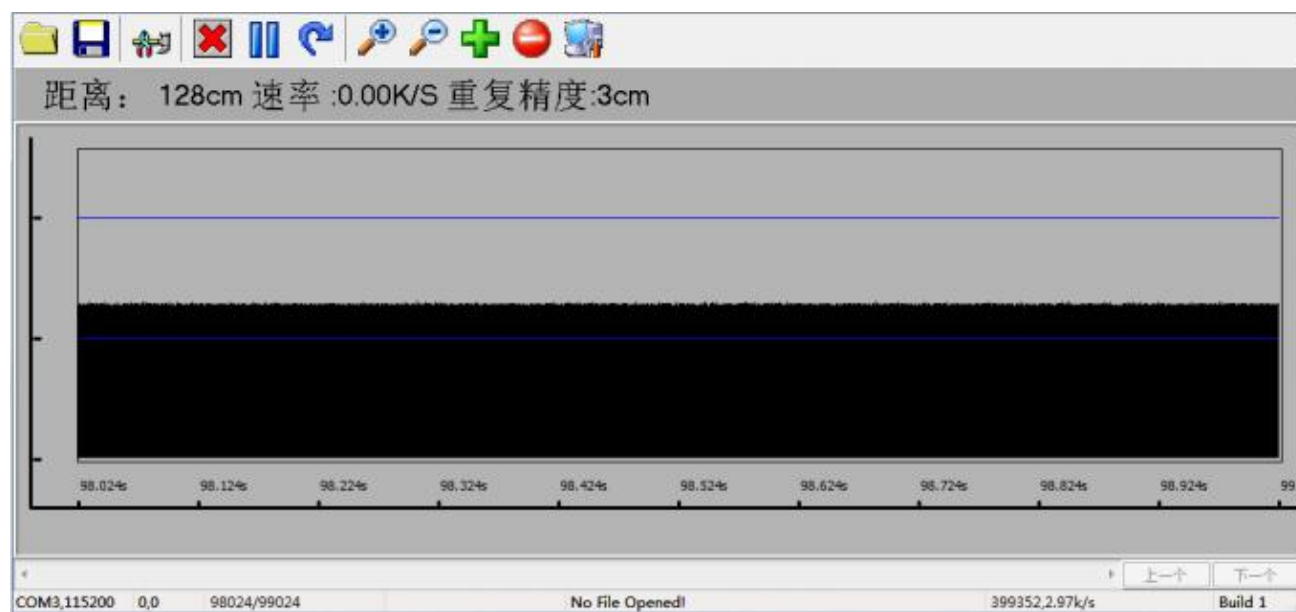 距离： 128cm 速率 :0.00K/S 重复精度:3cm
98.024s 98.124s 98.224s 98.324s 98.424s 98.524s 98.624s 98.724s 98.824s 98.924s 99
上一个 下一个
COM3,115200 0,0 98024/99024 No File Opened! 399352,2.97k/s Build 1